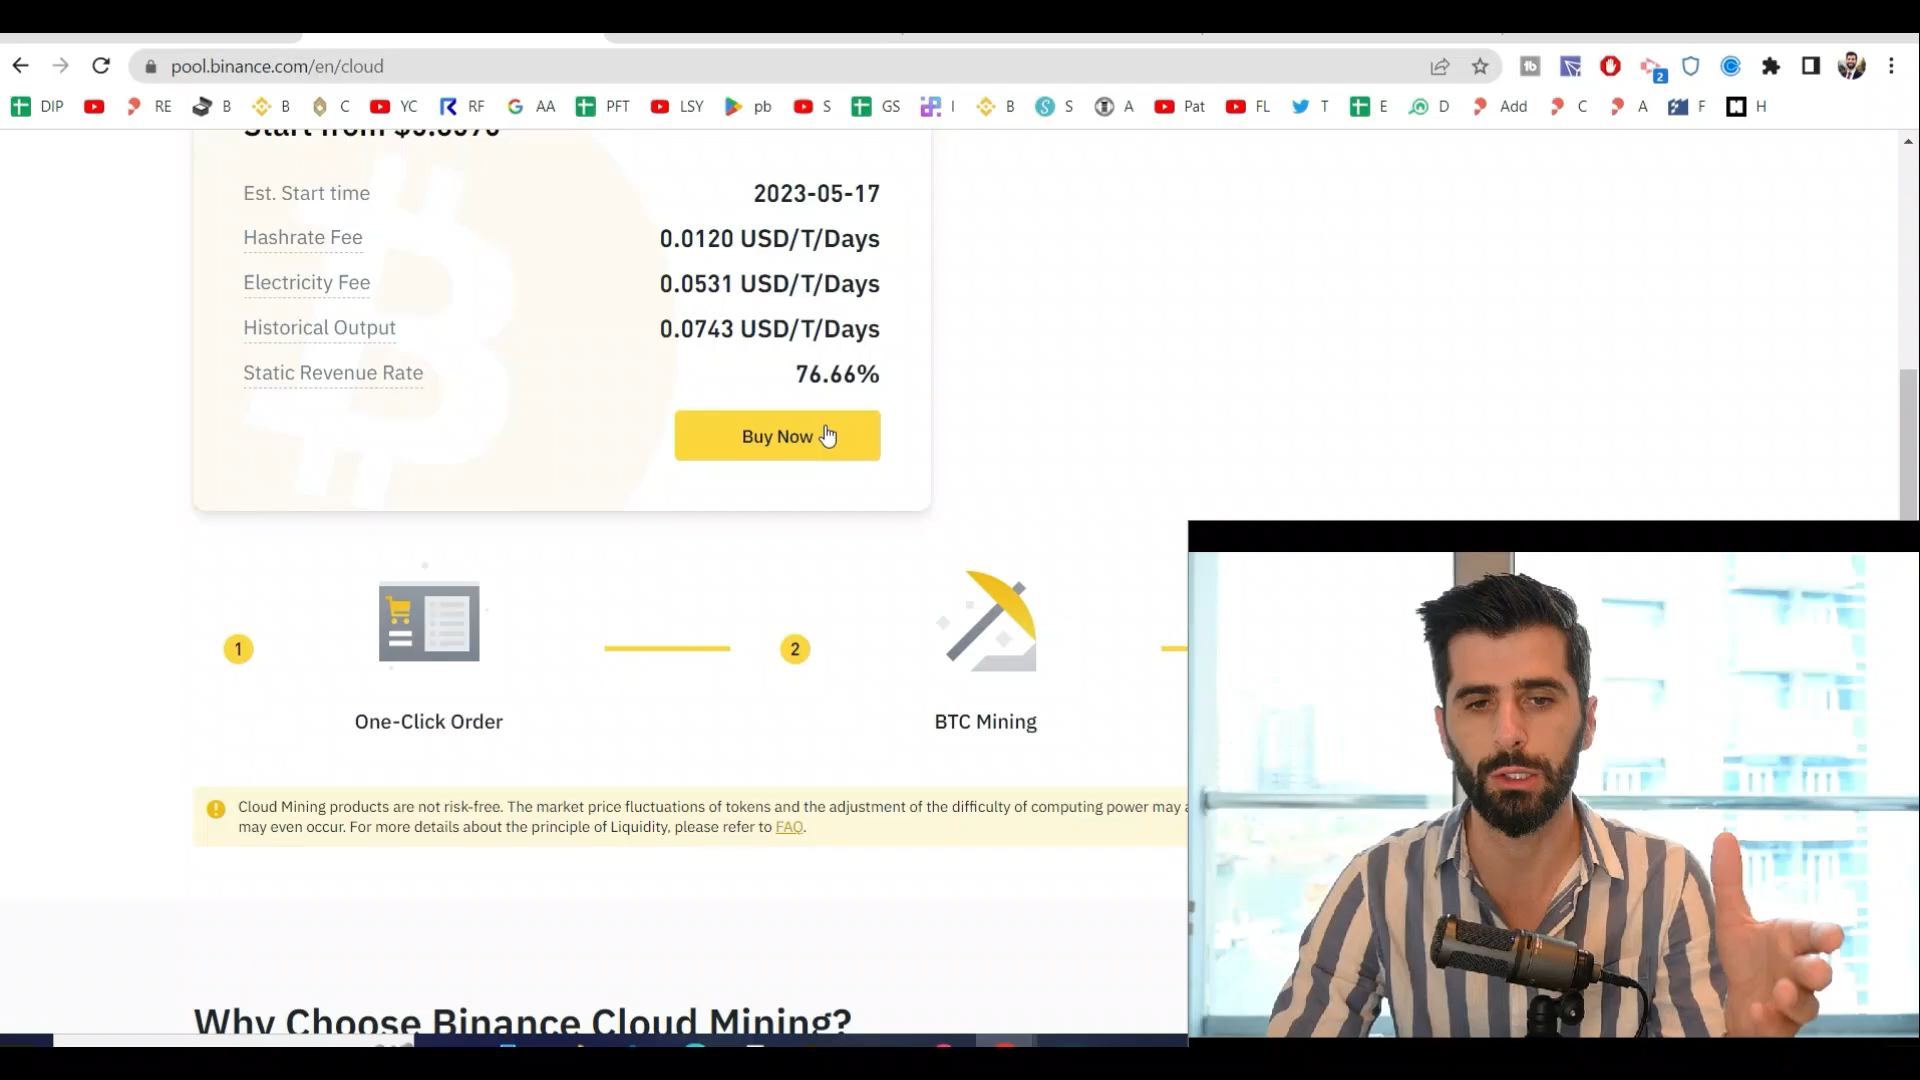 pool.binance.com/en/cloud
2
DIP RE B B C YC RF AA PFT LSY pb S GS I B S A Pat FL T E D Add C A F H
Start from
Est. Start time 2023-05-17
Hashrate Fee 0.0120 USD/T/Days
Electricity Fee 0.0531 USD/T/Days
Historical Output 0.0743 USD/T/Days
Static Revenue Rate 76.66%
Buy Now
1 2
One-Click Order BTC Mining
Cloud Mining products are not risk-free. The market price fluctuations of tokens and the adjustment of the difficulty of computing power may
may even occur. For more details about the principle of Liquidity, please refer to FAQ.
Why Choose Binance Cloud Mining?